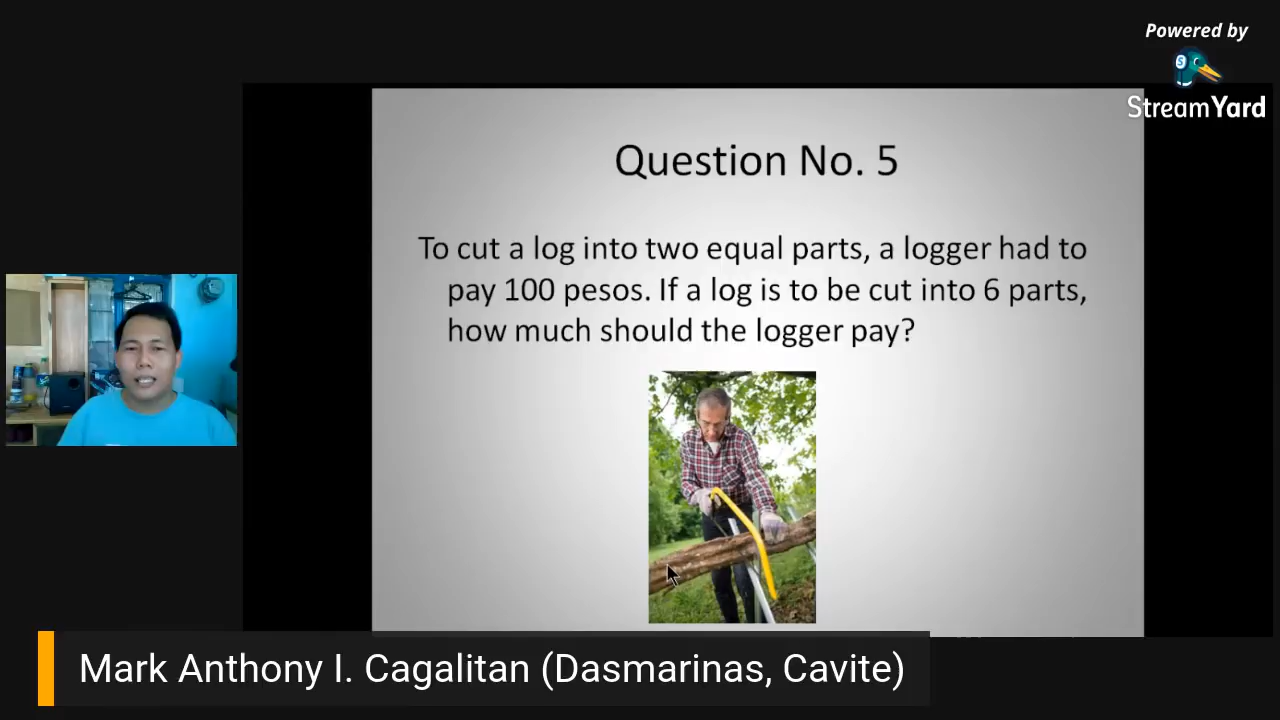 Powered by
StreamYard
Question No. 5
To cut a log into two equal parts, a logger had to
pay 100 pesos. If a log is to be cut into 6 parts,
how much should the logger pay?
Mark Anthony I. Cagalitan (Dasmarinas, Cavite)